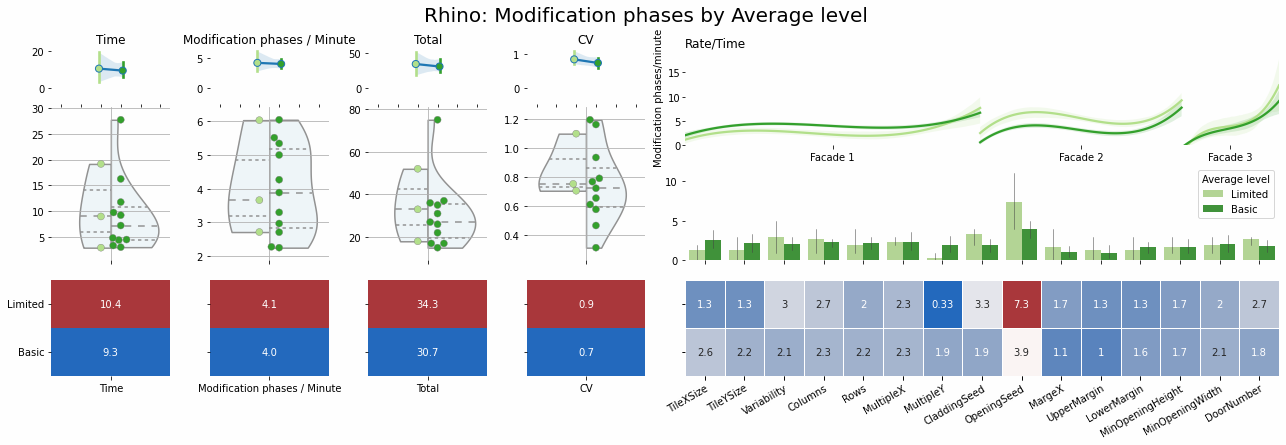 Rhino: Modification phases by Average level
Time
Modification phases / Minute
Total
CV
Rate/Time
20
0
5
0
50
0
1
0
Modification phases/minute
15
10
5
0
Facade 1
Facade 2
Facade 3
30
25
20
15
10
5
6
5
4
3
2
80
60
40
20
1.2
1.0
0.8
0.6
0.4
10
5
0
Average level
Limited
Basic
Limited
10.4
4.1
34.3
0.9
1.3 1.3 3 2.7 2 2.3 0.33 3.3 7.3 1.7 1.3 1.3 1.7 2 2.7
Basic
9.3
4.0
30.7
0.7
2.6 2.2 2.1 2.3 2.2 2.3 1.9 1.9 3.9 1.1 1 1.6 1.7 2.1 1.8
Time
Modification phases / Minute
Total
CV
TileXSize
TileYSize
Variability
Columns
Rows
MultipleX
MultipleY
CladdingSeed
OpeningSeed
MargeX
UpperMargin
LowerMargin
MinOpeningHeight
MinOpeningWidth
DoorNumber